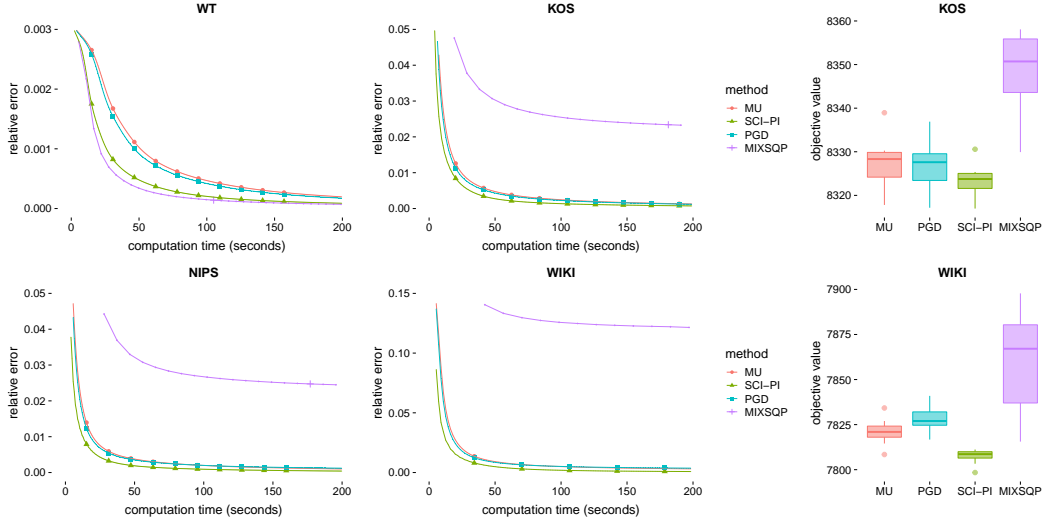 WT
KOS
KOS
0.003
0.002
0.001
0.000
relative error
0 50 100 150 200
computation time (seconds)
0.05
0.04
0.03
0.02
0.01
0.00
relative error
0 50 100 150 200
computation time (seconds)
method
MU
SCI−PI
PGD
MIXSQP
8360
8350
8340
8330
8320
objective value
MU PGD SCI−PI MIXSQP
NIPS
WIKI
WIKI
0.05
0.04
0.03
0.02
0.01
0.00
relative error
0 50 100 150 200
computation time (seconds)
0.15
0.10
0.05
0.00
relative error
0 50 100 150 200
computation time (seconds)
method
MU
SCI−PI
PGD
MIXSQP
7900
7875
7850
7825
7800
objective value
MU PGD SCI−PI MIXSQP